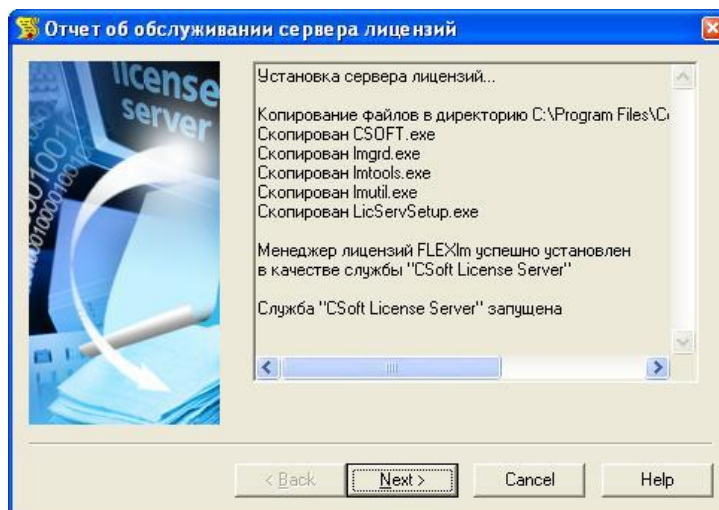 Отчет об обслуживании сервера лицензий
license
server
Установка сервера лицензий...
Копирование файлов в директорию C:\Program Files\C
Скопирован CSOFT.exe
Скопирован lmgrd.exe
Скопирован lmtools.exe
Скопирован lmutil.exe
Скопирован LicServSetup.exe
Менеджер лицензий FLEXlm успешно установлен
в качестве службы "CSoft License Server"
Служба "CSoft License Server" запущена
< Back
Next >
Cancel
Help